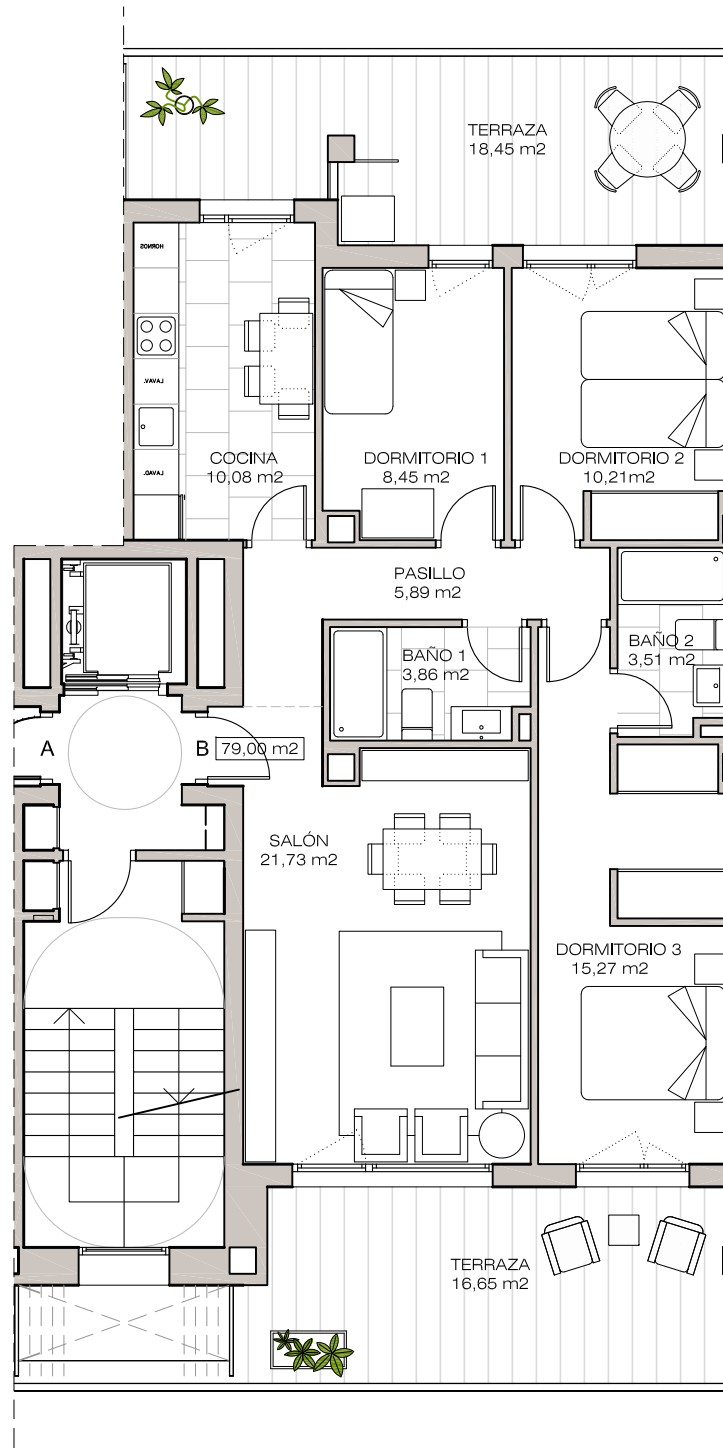 TERRAZA
18,45 m2
HORNOS
LAVAV.
LAVAD.
COCINA
10,08 m2
DORMITORIO 1
8,45 m2
DORMITORIO 2
10,21m2
PASILLO
5,89 m2
BAÑO 1
3,86 m2
BAÑO 2
3,51 m2
A
B 79,00 m2
SALÓN
21,73 m2
DORMITORIO 3
15,27 m2
TERRAZA
16,65 m2